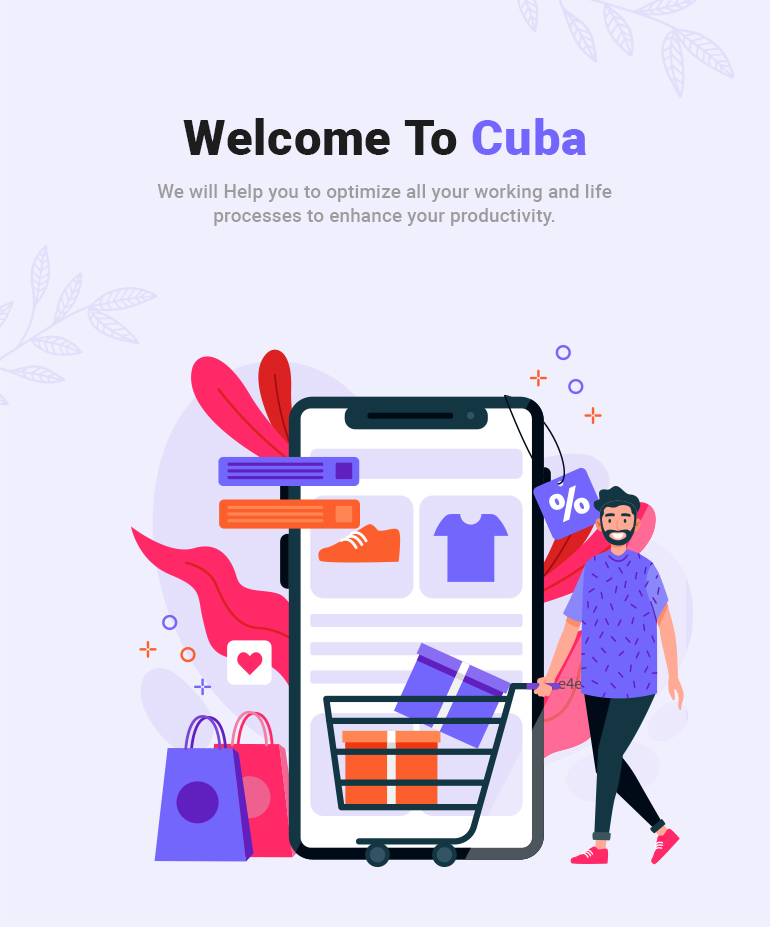 Welcome To Cuba
We will Help you to optimize all your working and life
processes to enhance your productivity.
%
e4e